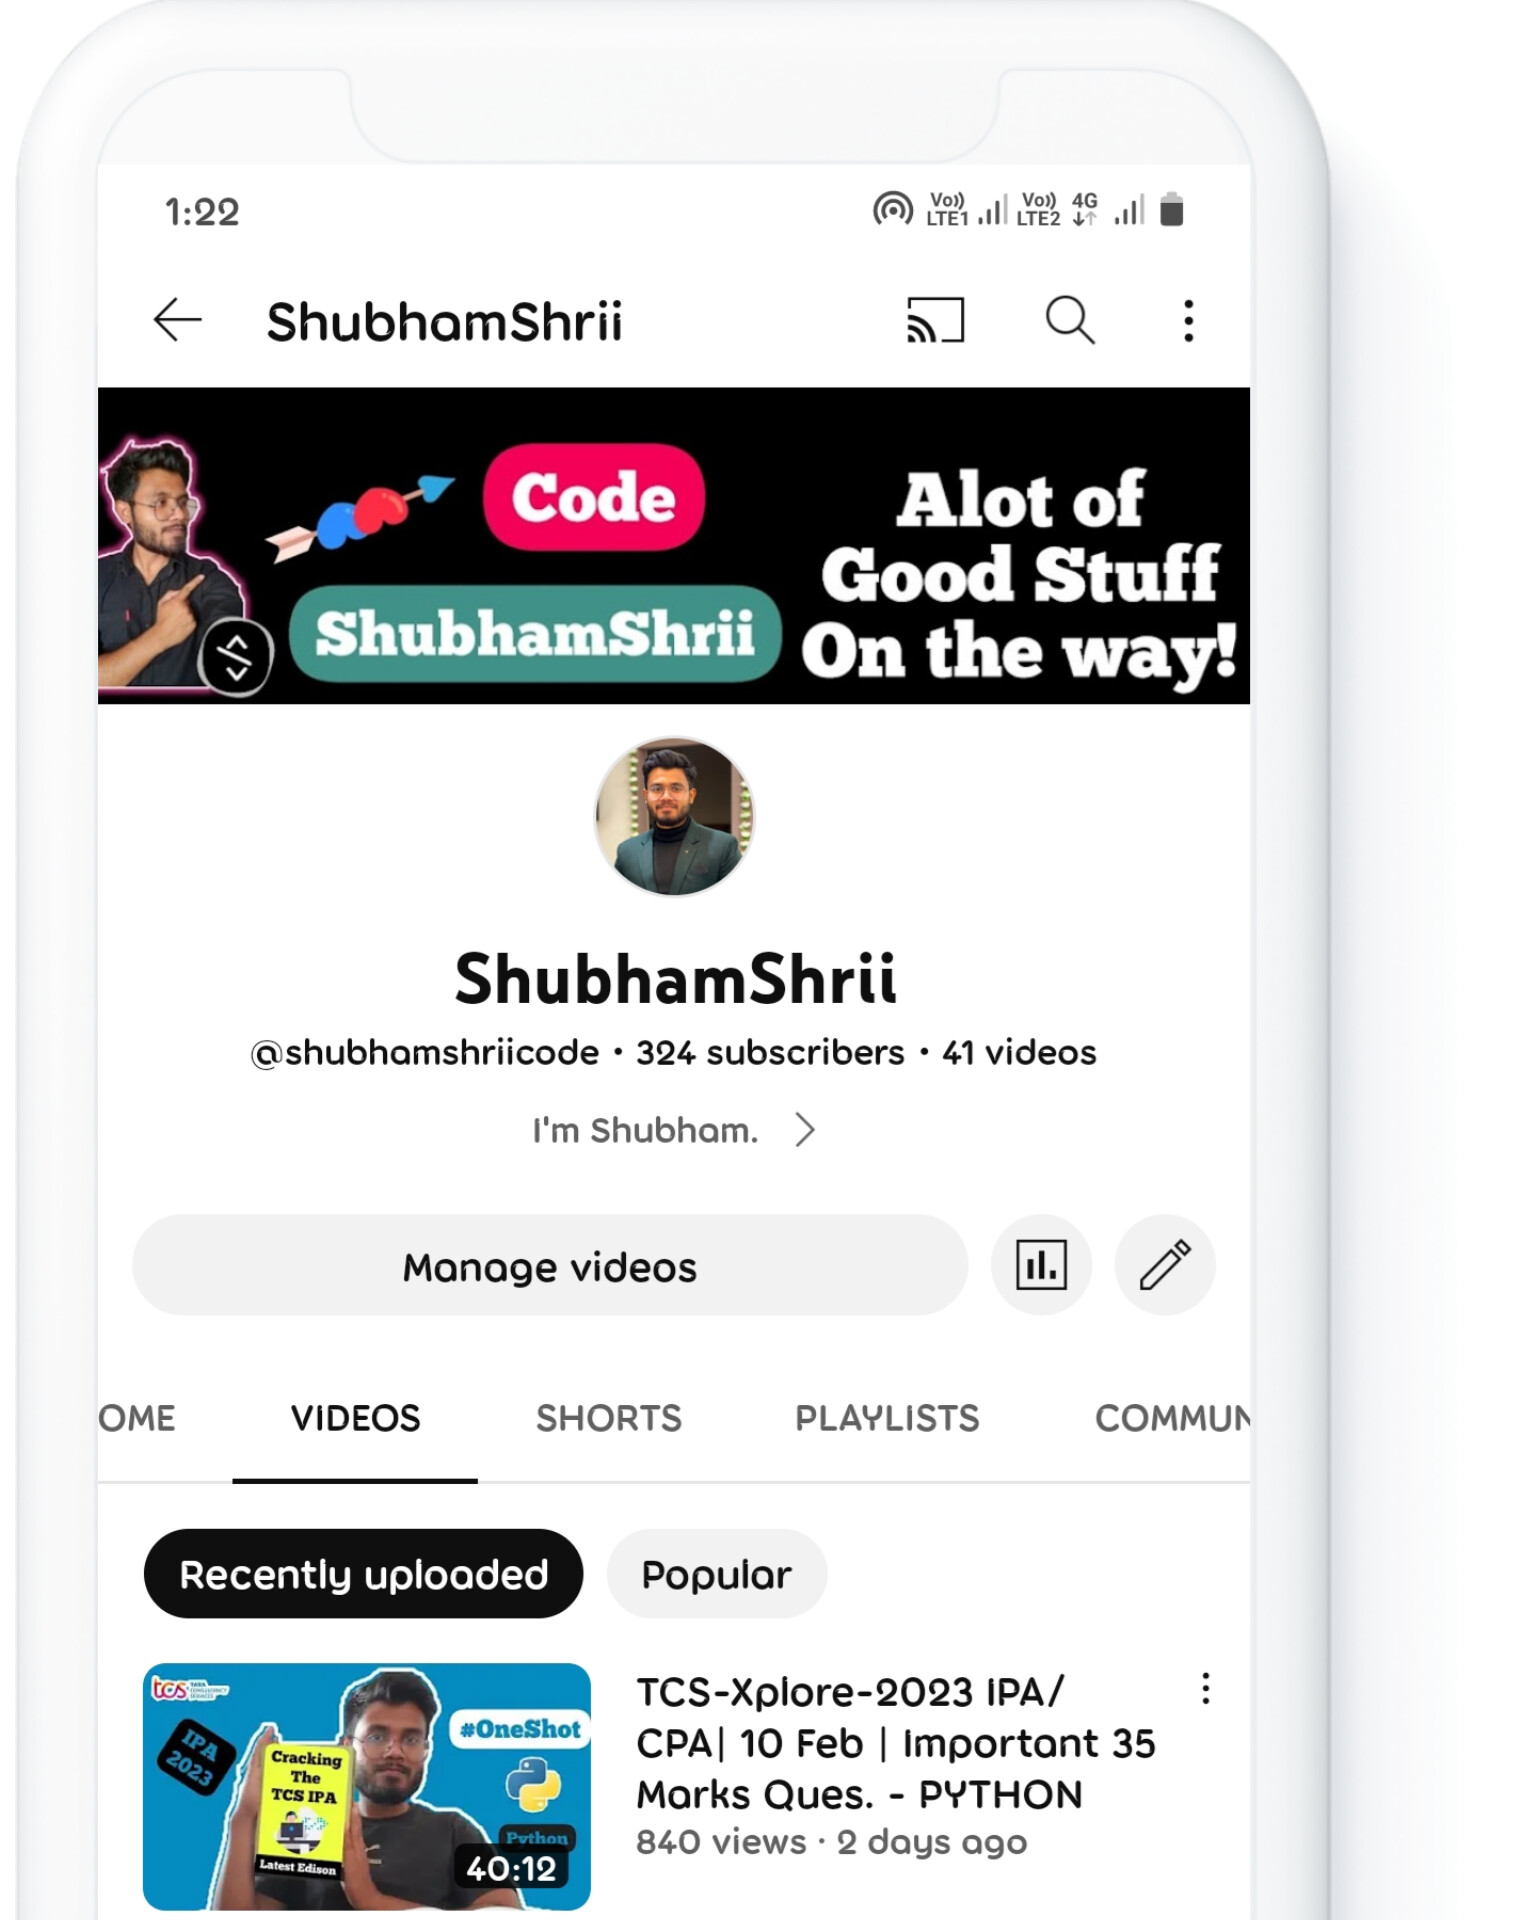 1:22
Vo)) LTE1 Vo)) LTE2 4G
ShubhamShrii
Code
ShubhamShrii
Alot of
Good Stuff
On the way!
ShubhamShrii
@shubhamshriicode • 324 subscribers • 41 videos
I'm Shubham.
Manage videos
OME VIDEOS SHORTS PLAYLISTS COMMUN
Recently uploaded Popular
tcs TATA CONSULTANCY SERVICES
IPA
2023
Cracking
The
TCS IPA
Latest Edison
#OneShot
Python
40:12
TCS-Xplore-2023 IPA/
CPA| 10 Feb | Important 35
Marks Ques. - PYTHON
840 views · 2 days ago